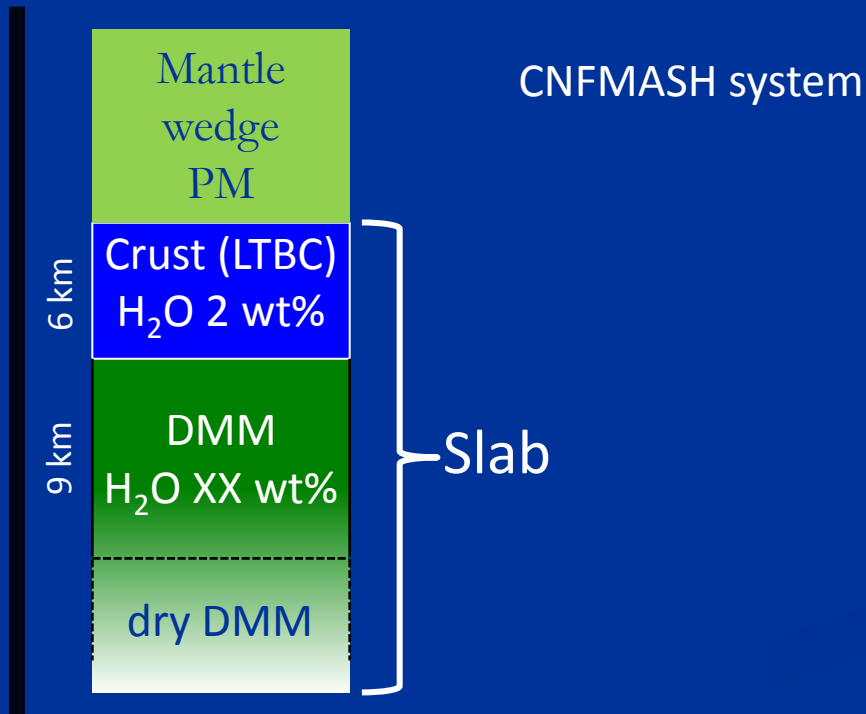 Mantle
wedge
PM
CNFMASH system
6 km
Crust (LTBC)
H₂O 2 wt%
9 km
DMM
H₂O XX wt%
Slab
dry DMM